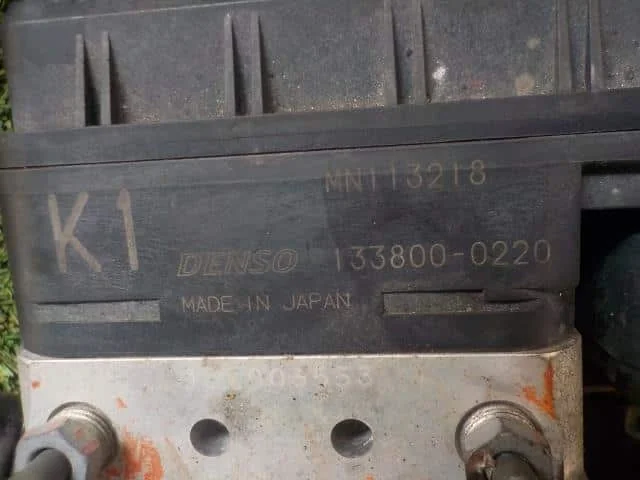 MN113218
K1
DENSO 133800-0220
MADE IN JAPAN